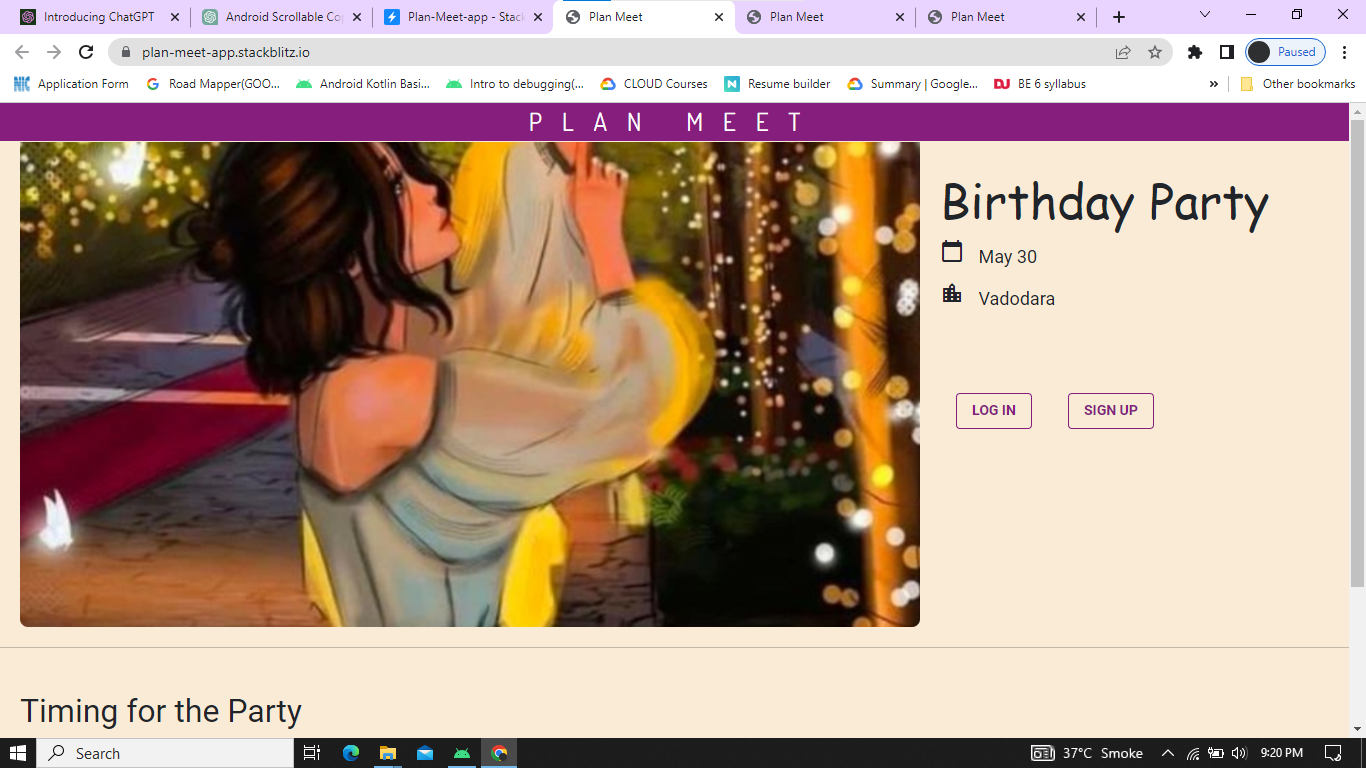 Introducing ChatGPT
Android Scrollable Co
Plan-Meet-app - Stack
Plan Meet
Plan Meet
Plan Meet
plan-meet-app.stackblitz.io
Paused
Application Form
Road Mapper(GOO...
Android Kotlin Basi...
Intro to debugging(...
CLOUD Courses
N Resume builder
Summary | Google...
DU BE 6 syllabus
»
Other bookmarks
PLAN MEET
Birthday Party
May 30
Vadodara
LOG IN
SIGN UP
Timing for the Party
Search
37°C Smoke
9:20 PM